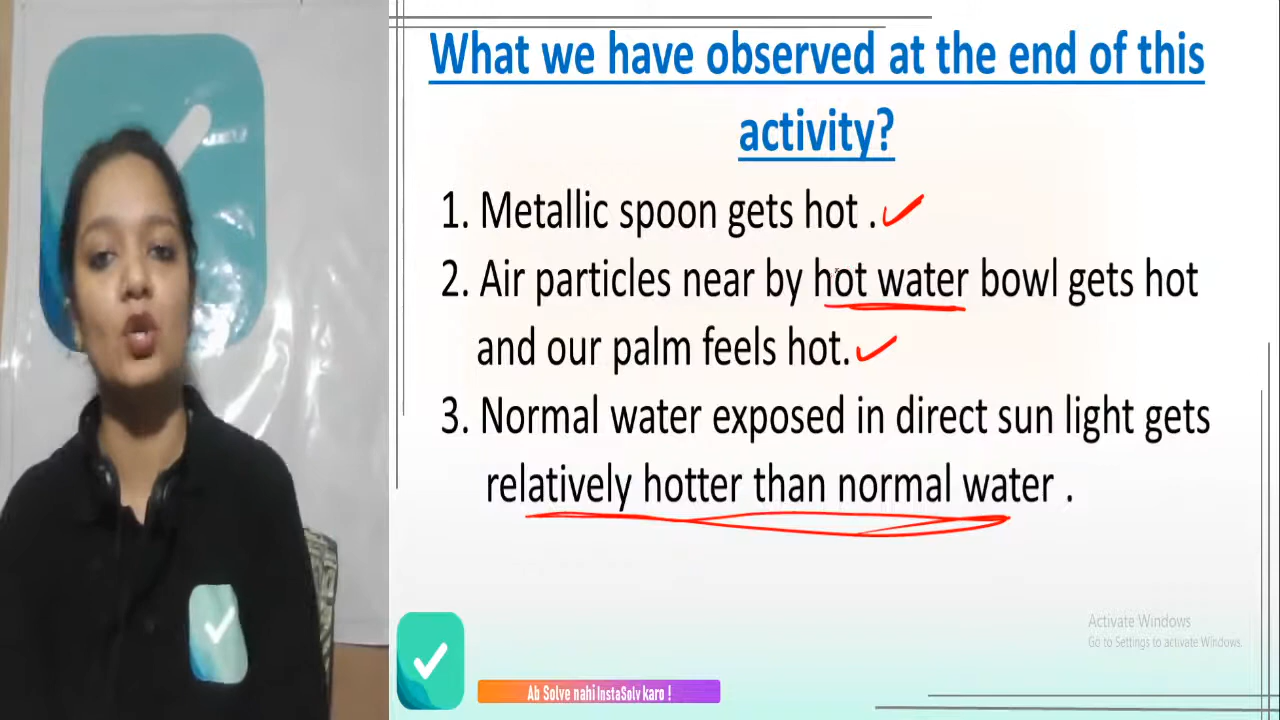 What we have observed at the end of this
activity?
1. Metallic spoon gets hot .
2. Air particles near by hot water bowl gets hot
and our palm feels hot.
3. Normal water exposed in direct sun light gets
relatively hotter than normal water .
Activate Windows
Go to Settings to activate Windows.
Ab Solve nahi InstaSolv karo !